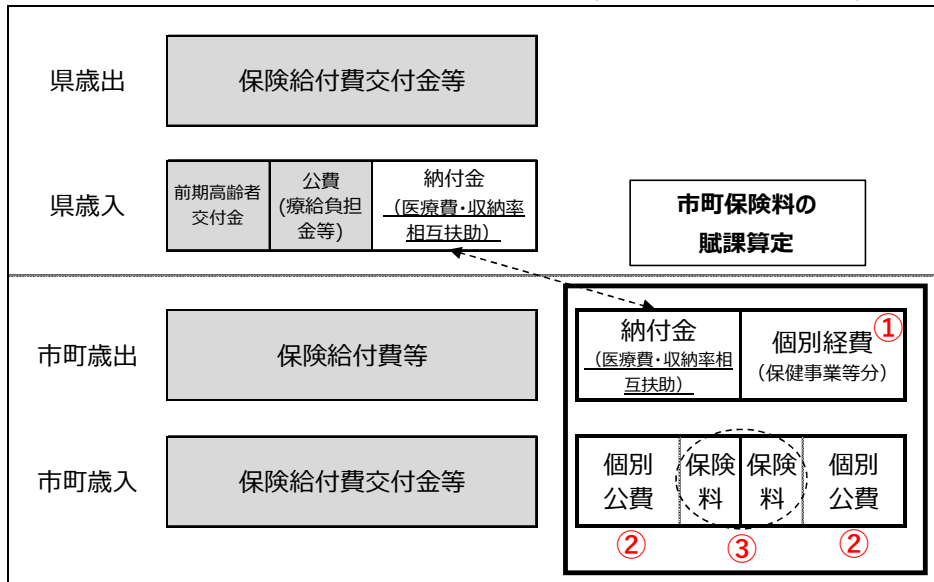 県歳出
保険給付費交付金等
県歳入
前期高齢者
交付金
公費
(療給負担
金等)
納付金
（医療費・収納率
相互扶助）
市町保険料の
賦課算定
市町歳出
保険給付費等
納付金
（医療費・収納率相
互扶助）
個別経費
（保健事業等分）
①
市町歳入
保険給付費交付金等
個別
公費
保険
料
保険
料
個別
公費
②
③
②